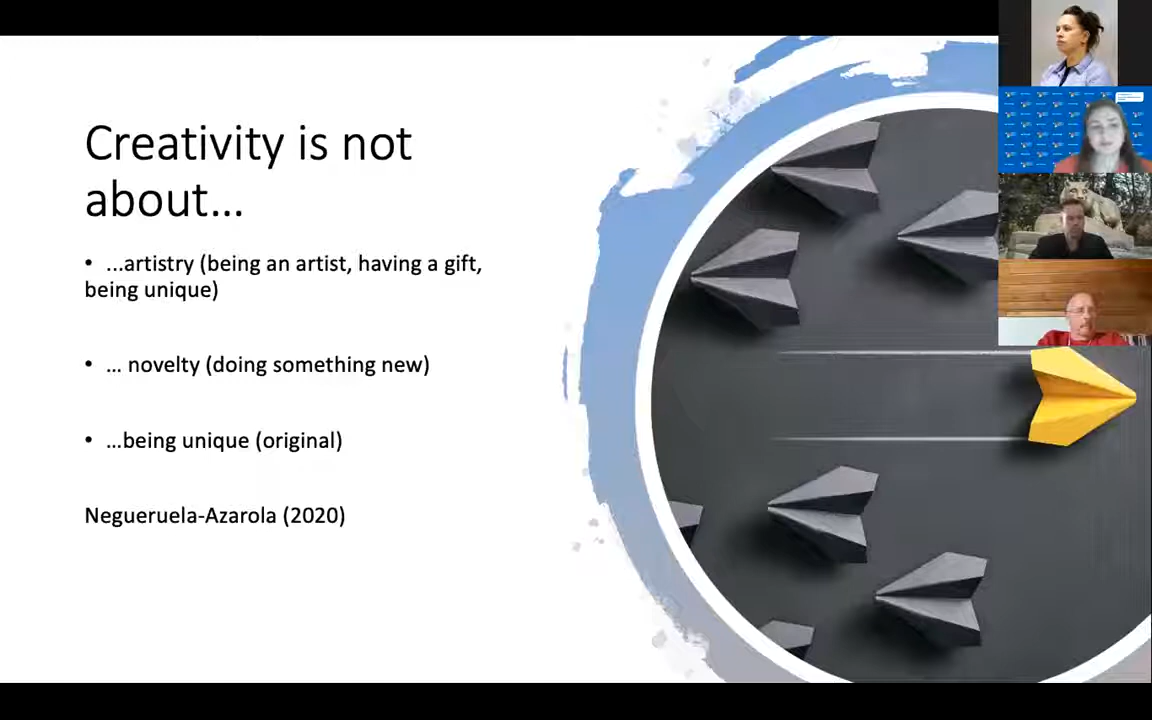 Creativity is not
about...
• ...artistry (being an artist, having a gift,
being unique)
• ... novelty (doing something new)
• ...being unique (original)
Negueruela-Azarola (2020)